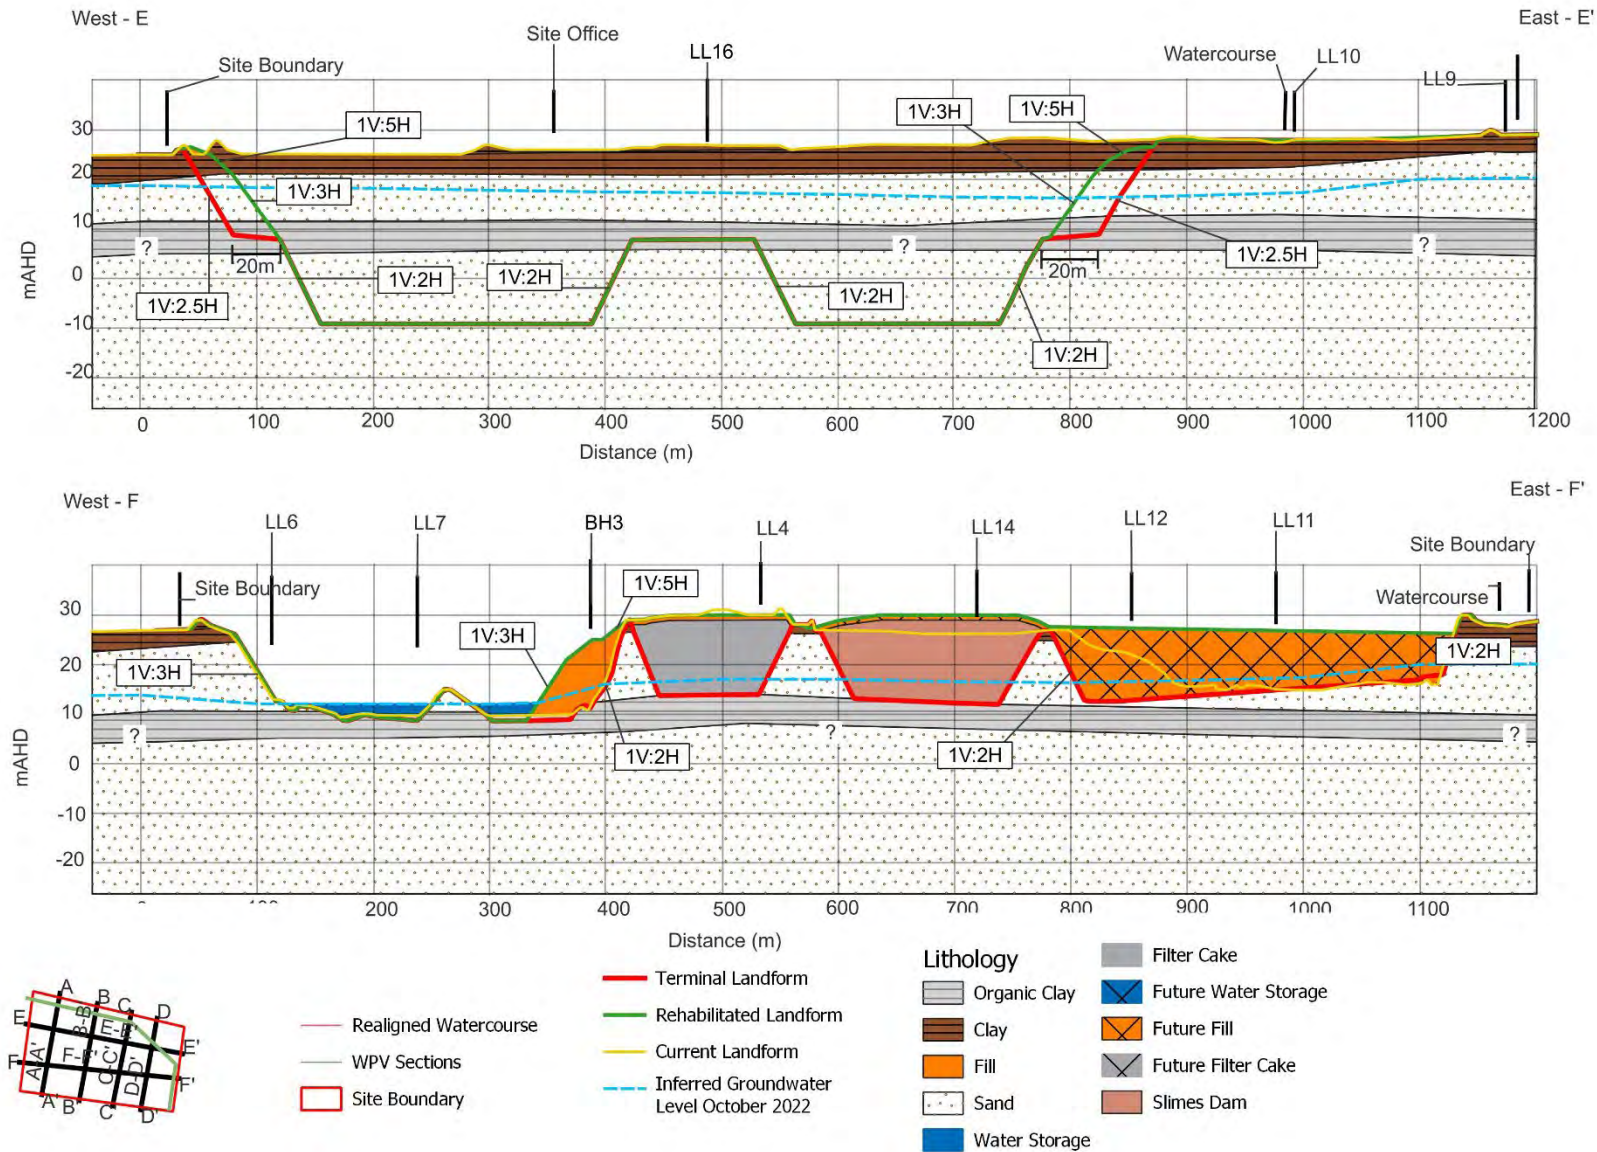 West - E
East - E'
Site Boundary
Site Office
LL16
Watercourse
LL10
LL9
1V:5H
1V:3H
1V:5H
30
20
1V:3H
10
?
?
?
1V:2.5H
20m
20m
0
1V:2H
1V:2H
1V:2H
1V:2.5H
mAHD
-10
1V:2H
-20
0
100
200
300
400
500
600
700
800
900
1000
1100
1200
Distance (m)
West - F
East - F'
LL6
LL7
BH3
LL4
LL14
LL12
LL11
Site Boundary
Site Boundary
1V:5H
Watercourse
30
1V:3H
1V:2H
20
1V:3H
10
?
?
?
1V:2H
1V:2H
mAHD
0
-10
-20
200
300
400
500
600
700
800
900
1000
1100
Distance (m)
A
B
C
D
E
B-B'
E-E'
E'
F
A-A'
F-F'
C-C'
D-D'
F'
A'
B'
C'
D'
Realigned Watercourse
WPV Sections
Site Boundary
Terminal Landform
Rehabilitated Landform
Current Landform
Inferred Groundwater
Level October 2022
Lithology
Organic Clay
Clay
Fill
Sand
Water Storage
Filter Cake
Future Water Storage
Future Fill
Future Filter Cake
Slimes Dam